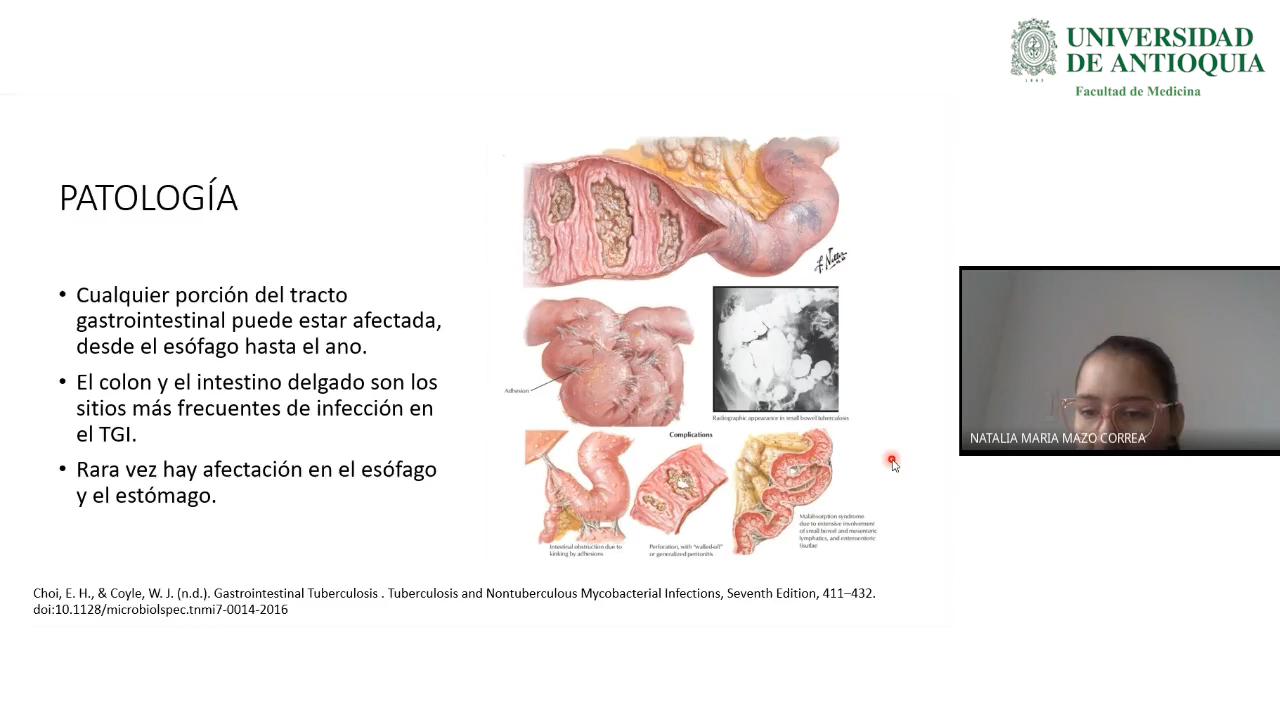 UNIVERSIDAD
DE ANTIOQUIA
1803
Facultad de Medicina
PATOLOGÍA
• Cualquier porción del tracto
gastrointestinal puede estar afectada,
desde el esófago hasta el ano.
• El colon y el intestino delgado son los
sitios más frecuentes de infección en
el TGI.
• Rara vez hay afectación en el esófago
y el estómago.
F. Netter
Adhesion
Radiographic appearance in small bowel tuberculosis
Complications
Intestinal obstruction due to
kinking by adhesions
Perforation, with "walled-off"
or generalized peritonitis
Malabsorption syndrome
due to extensive involvement
of small bowel and mesenteric
lymphatics, and enteroenteric
fistulae
NATALIA MARIA MAZO CORREA
Choi, E. H., & Coyle, W. J. (n.d.). Gastrointestinal Tuberculosis . Tuberculosis and Nontuberculous Mycobacterial Infections, Seventh Edition, 411–432.
doi:10.1128/microbiolspec.tnmi7-0014-2016